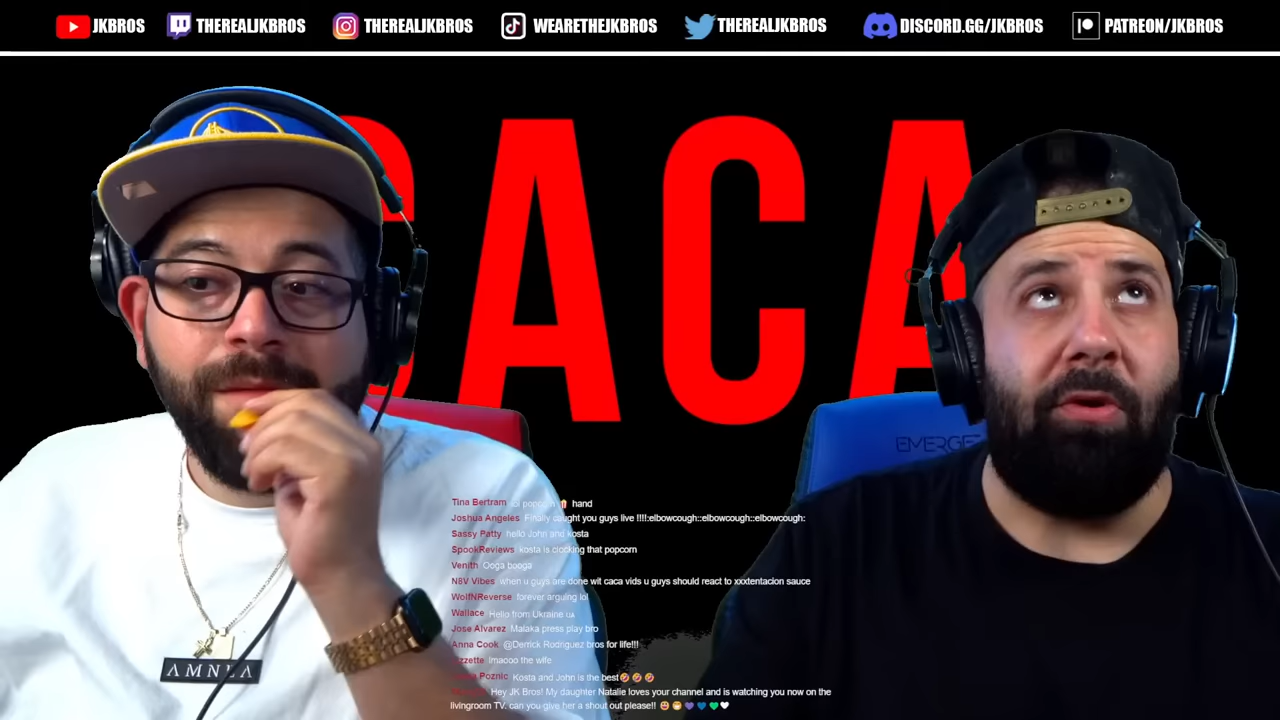 JKBROS THEREALJKBROS THEREALJKBROS WEARETHEJKBROS THEREALJKBROS DISCORD.GG/JKBROS PATREON/JKBROS
CACA
EMERGE
Tina Bertram hand
Joshua Angeles Finally caught you guys live !!!!:elbowcough::elbowcough::elbowcough:
Sassy Patty hello John and kosta
SpookReviews kosta is clocking that popcorn
Venith Ooga booga
N8V Vibes when u guys are done wit caca vids u guys should react to xxxtentacion sauce
WolfNReverse forever arguing lol
Wallace Hello from Ukraine ua
Jose Alvarez Malaka press play bro
Anna Cook @Derrick Rodriguez bros for life!!!
lmaooo the wife
Poznic Kosta and John is the best🤣🤣🤣
Hey JK Bros! My daughter Natalie loves your channel and is watching you now on the
livingroom TV. can you give her a shout out please!! 😃😁💜💙💚🤍